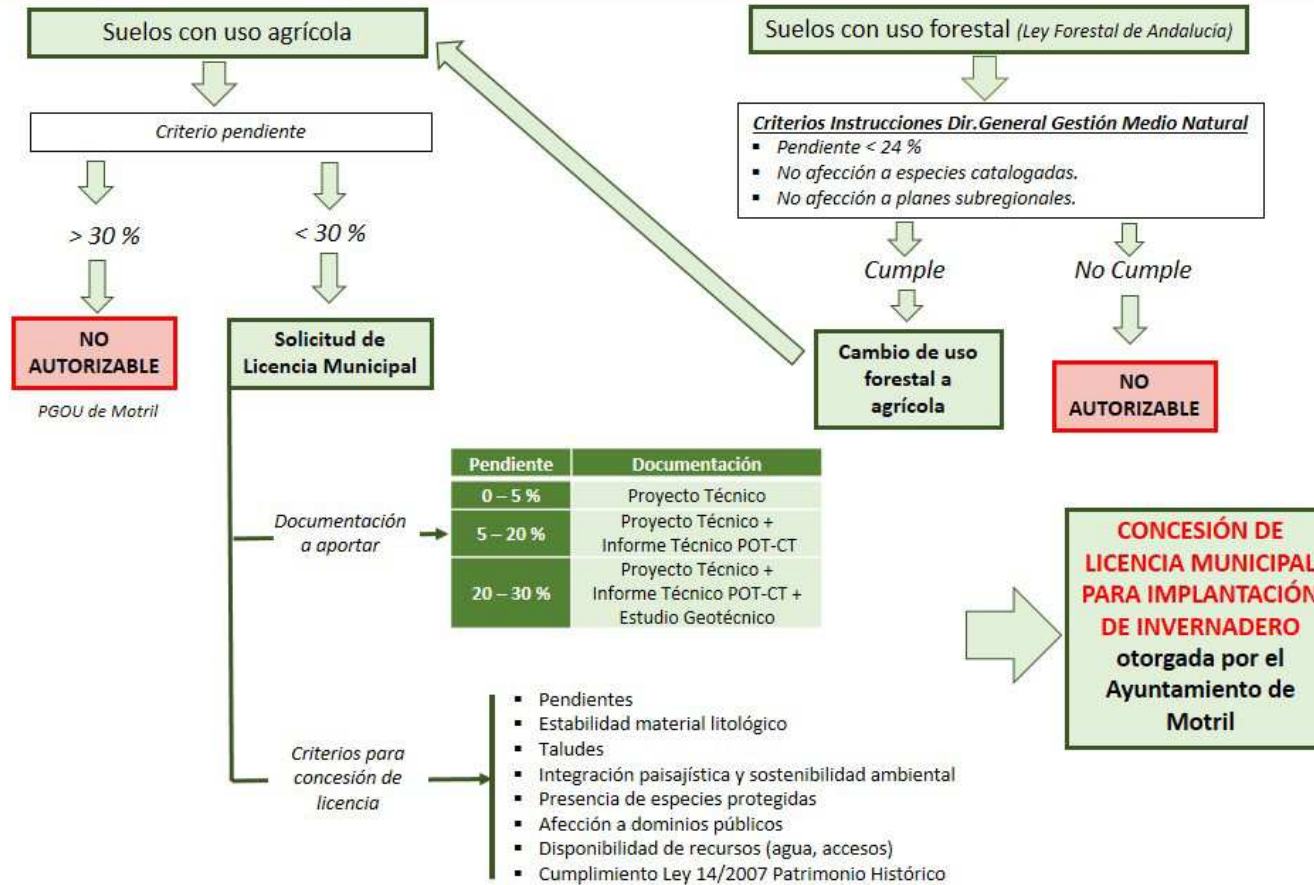 Suelos con uso agrícola
Criterio pendiente
> 30 %
< 30 %
NO
AUTORIZABLE
PGOU de Motril
Solicitud de
Licencia Municipal
Suelos con uso forestal (Ley Forestal de Andalucía)
Criterios Instrucciones Dir.General Gestión Medio Natural
▪ Pendiente < 24 %
▪ No afección a especies catalogadas.
▪ No afección a planes subregionales.
Cumple
No Cumple
Cambio de uso
forestal a
agrícola
NO
AUTORIZABLE
Documentación
a aportar
Pendiente Documentación
0 – 5 % Proyecto Técnico
5 – 20 % Proyecto Técnico +
Informe Técnico POT-CT
20 – 30 % Proyecto Técnico +
Informe Técnico POT-CT +
Estudio Geotécnico
Criterios para
concesión de
licencia
▪ Pendientes
▪ Estabilidad material litológico
▪ Taludes
▪ Integración paisajística y sostenibilidad ambiental
▪ Presencia de especies protegidas
▪ Afección a dominios públicos
▪ Disponibilidad de recursos (agua, accesos)
▪ Cumplimiento Ley 14/2007 Patrimonio Histórico
CONCESIÓN DE
LICENCIA MUNICIPAL
PARA IMPLANTACIÓN
DE INVERNADERO
otorgada por el
Ayuntamiento de
Motril